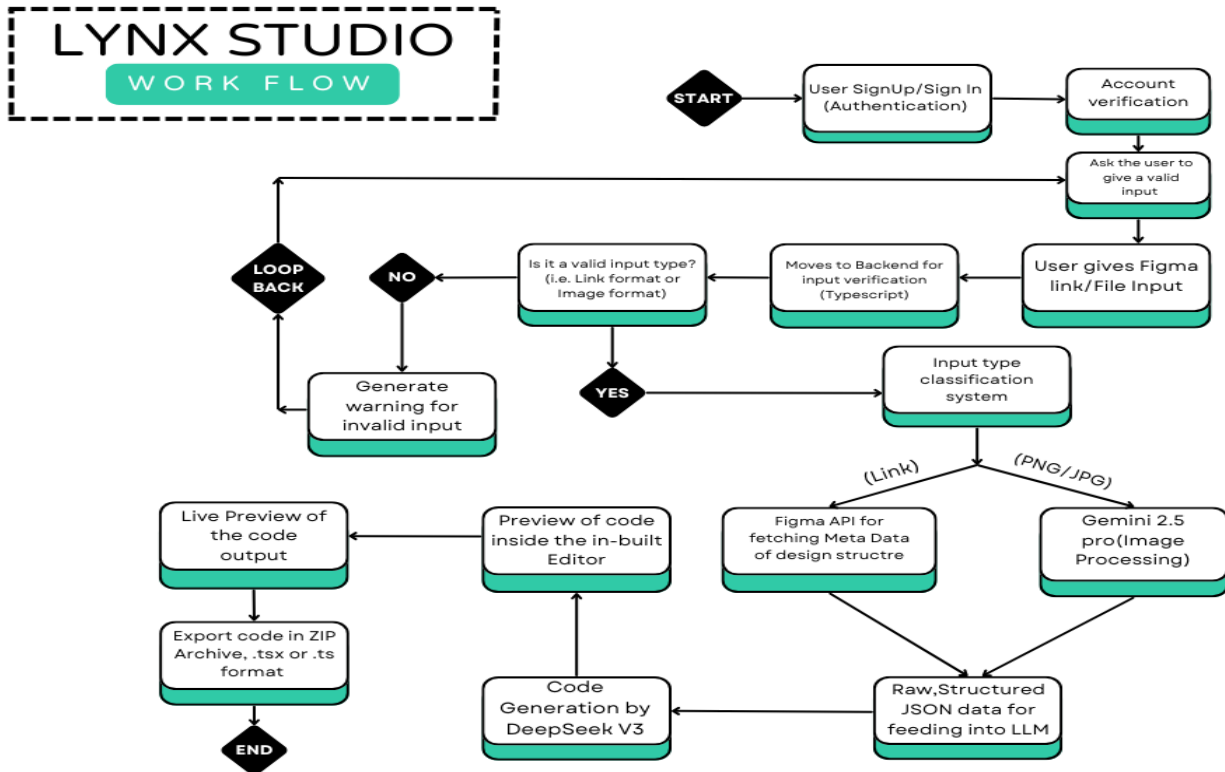 LYNX STUDIO
WORK FLOW
START
User SignUp/Sign In
(Authentication)
Account
verification
Ask the user to
give a valid
input
User gives Figma
link/File Input
Moves to Backend for
input verification
(Typescript)
Is it a valid input type?
(i.e. Link format or
Image format)
NO
LOOP
BACK
Generate
warning for
invalid input
YES
Input type
classification
system
(Link)
(PNG/JPG)
Figma API for
fetching Meta Data
of design structre
Gemini 2.5
pro(Image
Processing)
Raw,Structured
JSON data for
feeding into LLM
Code
Generation by
DeepSeek V3
Preview of code
inside the in-built
Editor
Live Preview of
the code
output
Export code in ZIP
Archive, .tsx or .ts
format
END